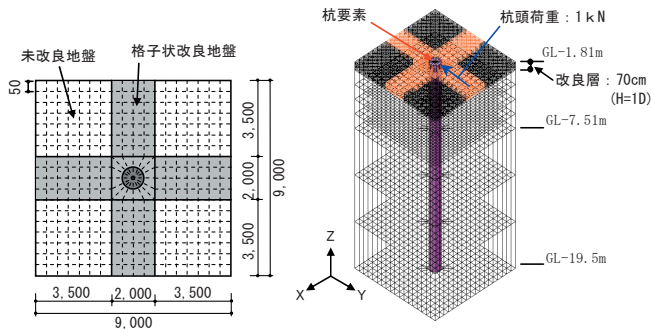 未改良地盤
格子状改良地盤
50
3,500
2,000
3,500
9,000
3,500
2,000
3,500
9,000
杭要素
杭頭荷重：1kN
GL-1.81m
改良層：70cm
(H=1D)
GL-7.51m
GL-19.5m
Z
X
Y